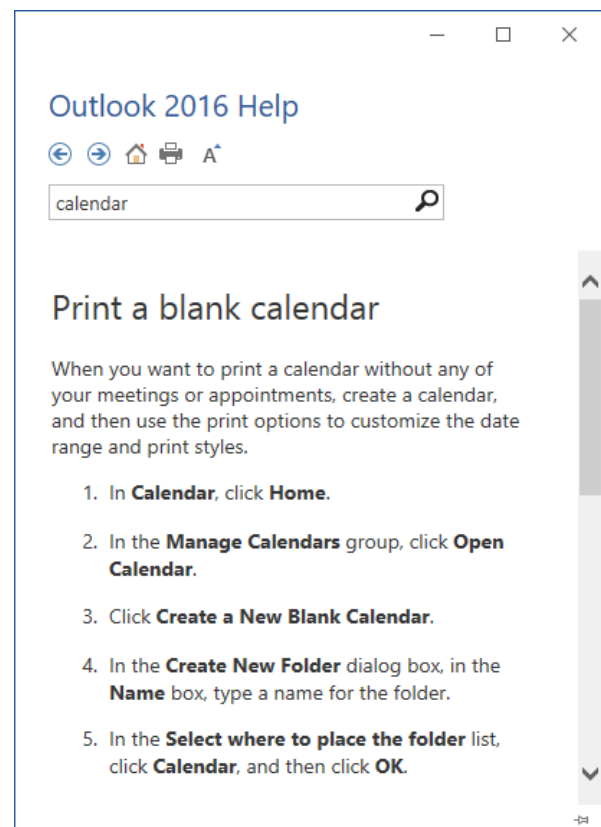 Outlook 2016 Help
A
calendar
Print a blank calendar
When you want to print a calendar without any of
your meetings or appointments, create a calendar,
and then use the print options to customize the date
range and print styles.
1. In Calendar, click Home.
2. In the Manage Calendars group, click Open
Calendar.
3. Click Create a New Blank Calendar.
4. In the Create New Folder dialog box, in the
Name box, type a name for the folder.
5. In the Select where to place the folder list,
click Calendar, and then click OK.